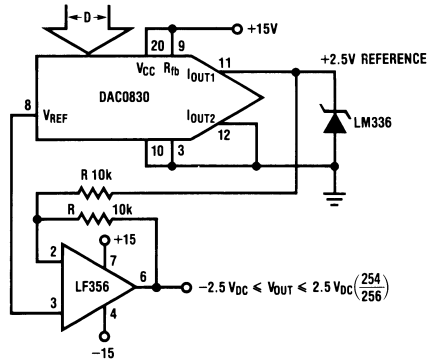 D
+15V
20 9
VCC Rfb
IOUT1 11
+2.5V REFERENCE
DAC0830
8
VREF
IOUT2
12
LM336
10 3
R 10k
R 10k
+15
2
7
LF356
6
−2.5 VDC ≤ VOUT ≤ 2.5 VDC(254/256)
3
4
−15